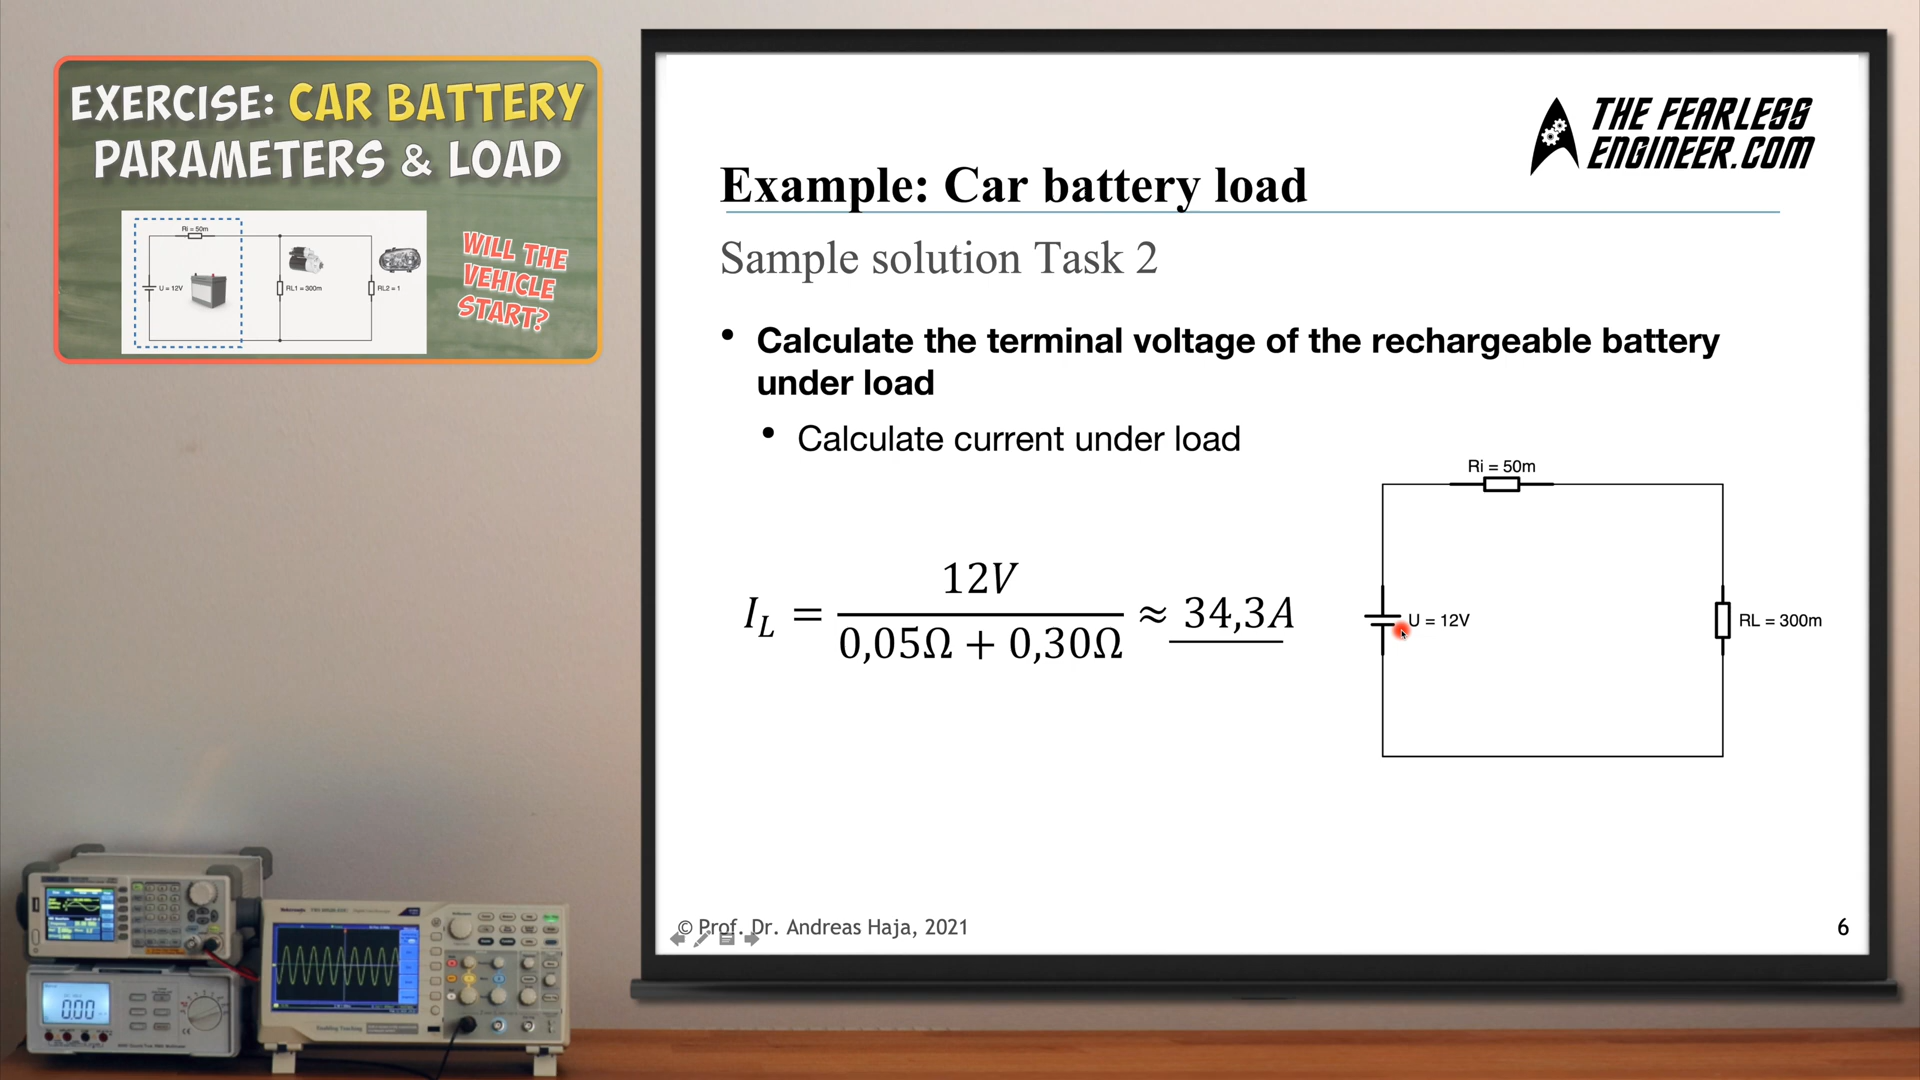 EXERCISE: CAR BATTERY
PARAMETERS & LOAD
Ri = 50m
U = 12V
RL1 = 300m
RL2 = 1
WILL THE
VEHICLE
START?
THE FEARLESS
ENGINEER.COM
Example: Car battery load
Sample solution Task 2
• Calculate the terminal voltage of the rechargeable battery
under load
• Calculate current under load
I_L = 12V / (0,05Ω + 0,30Ω) ≈ 34,3A
Ri = 50m
U = 12V
RL = 300m
© Prof. Dr. Andreas Haja, 2021
6
Tektronix
0.00